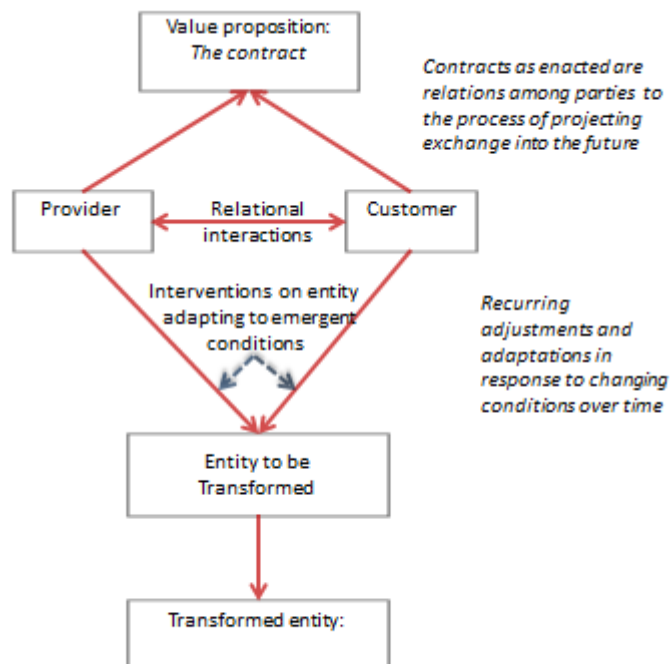 Value proposition:
The contract
Contracts as enacted are
relations among parties to
the process of projecting
exchange into the future
Provider
Relational
interactions
Customer
Interventions on entity
adapting to emergent
conditions
Recurring
adjustments and
adaptations in
response to changing
conditions over time
Entity to be
Transformed
Transformed entity: